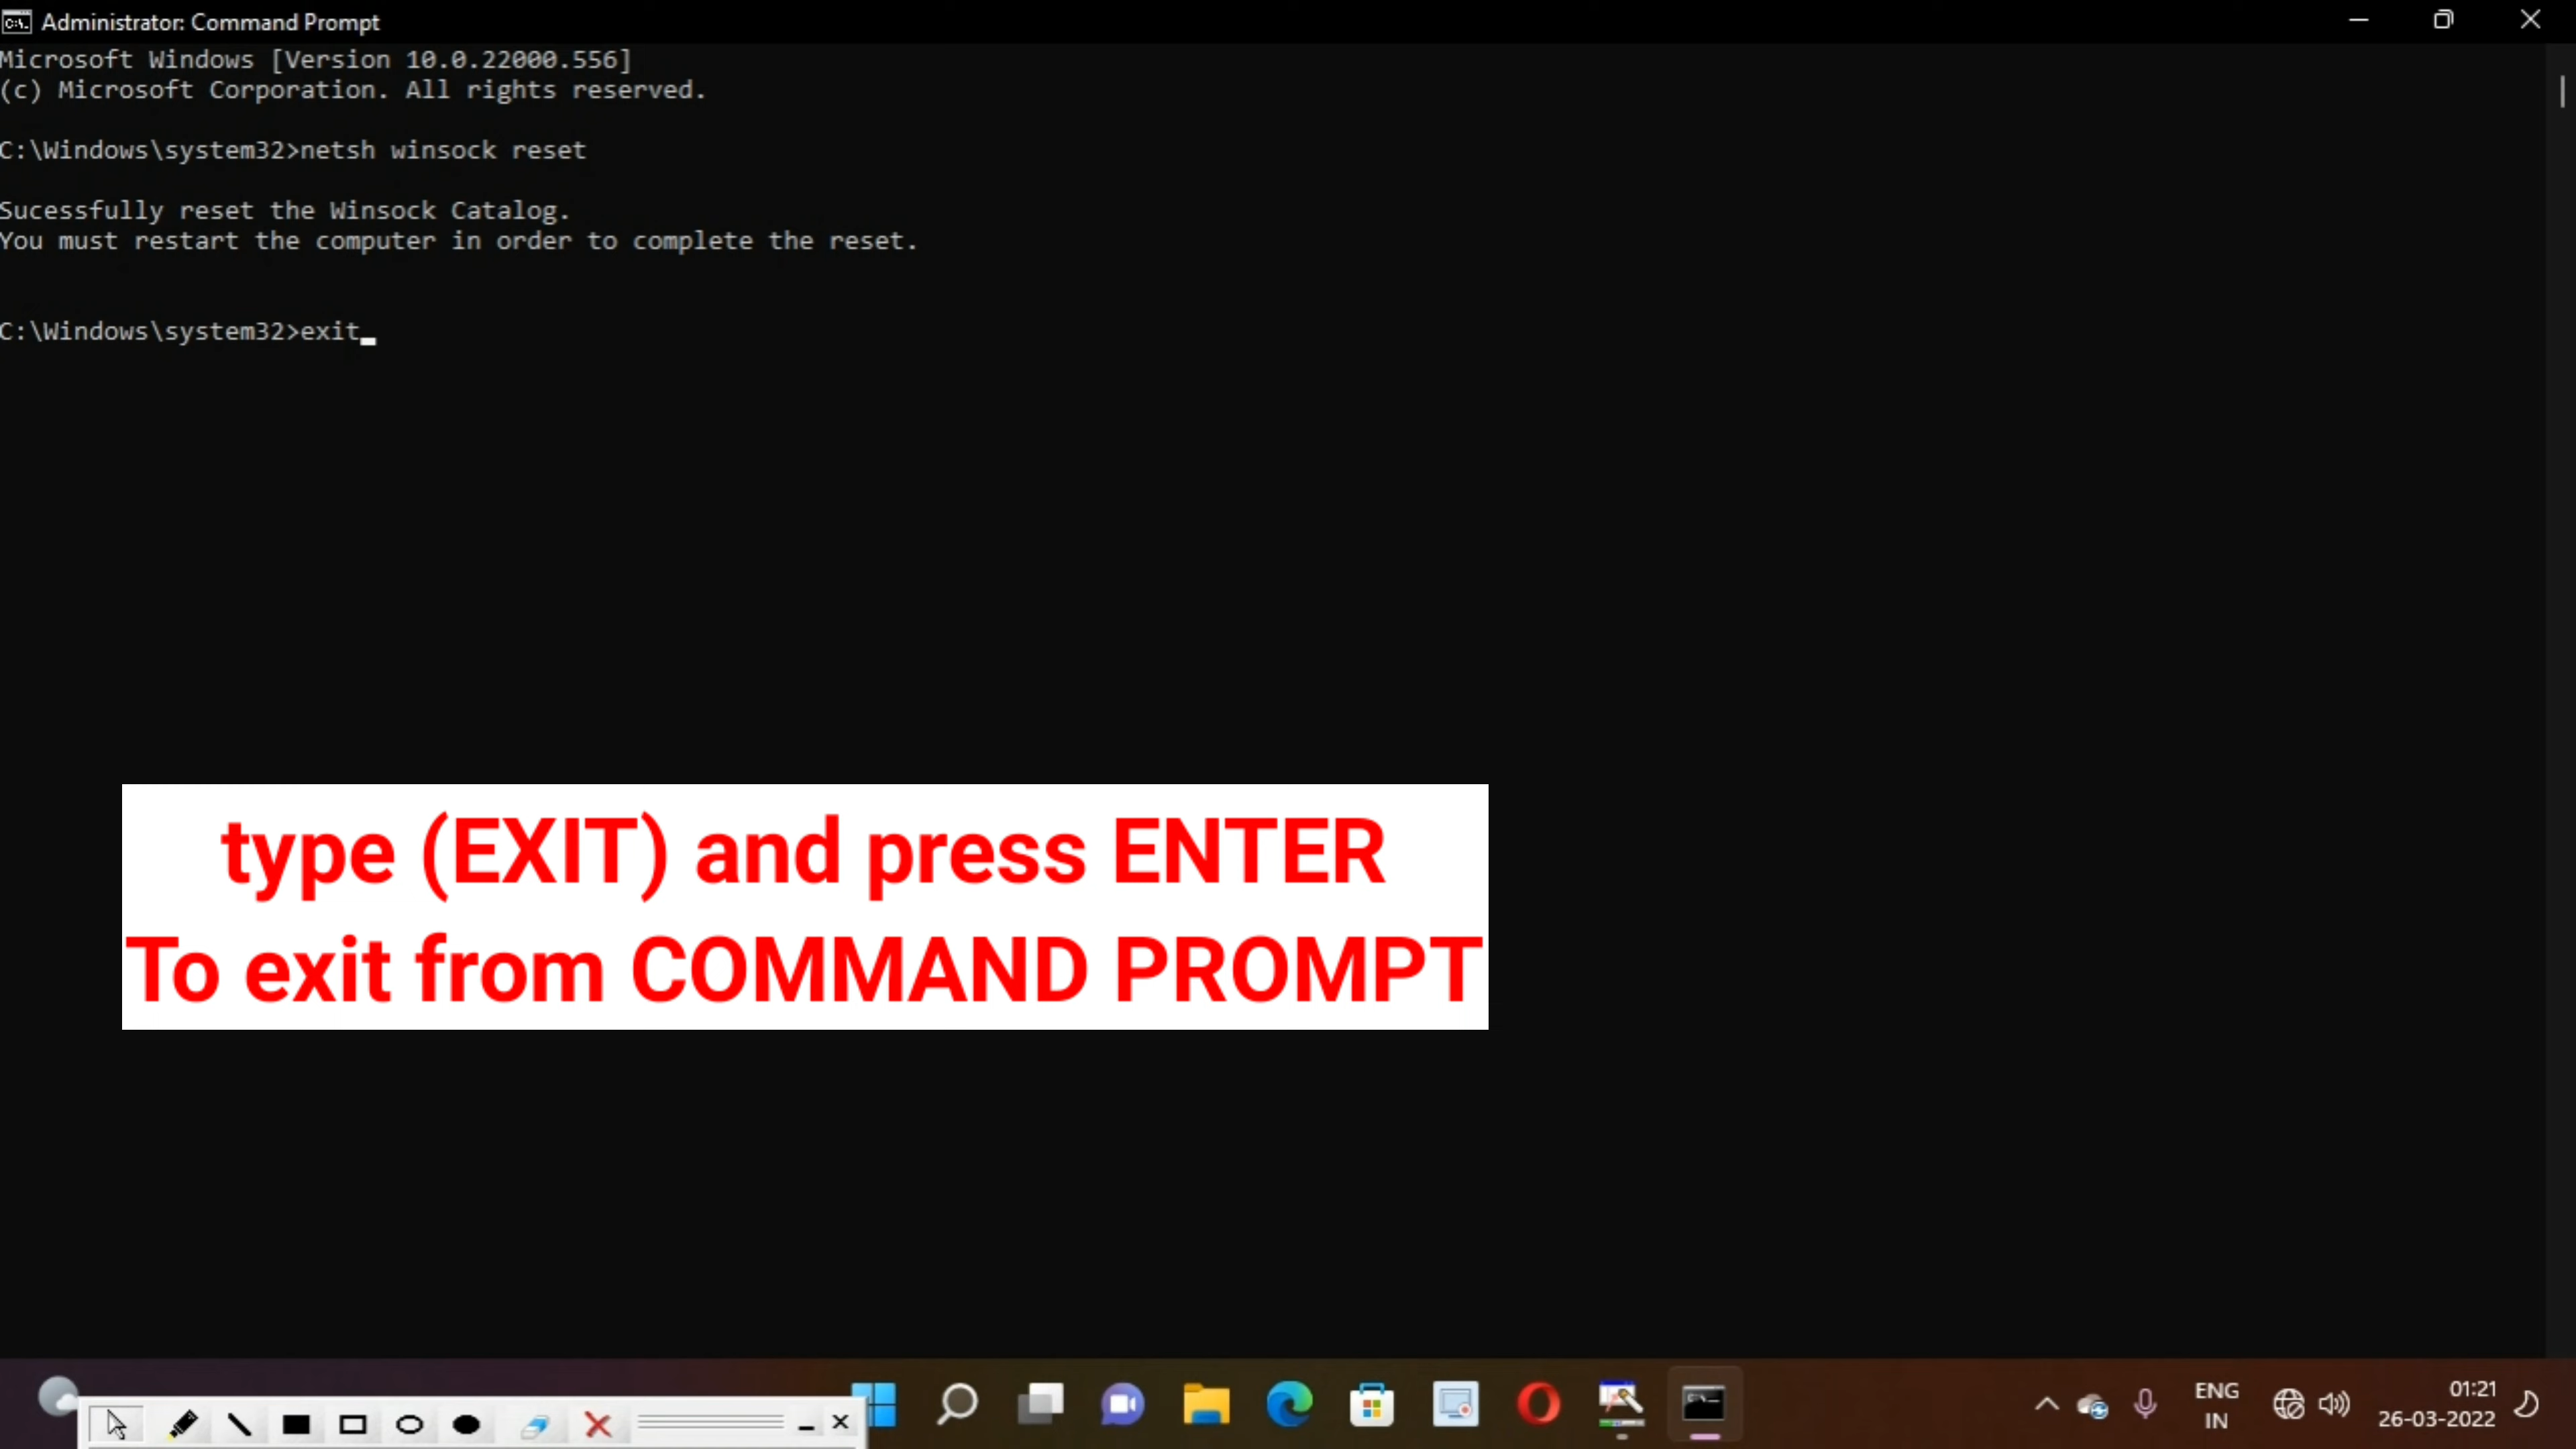 Administrator: Command Prompt
Microsoft Windows [Version 10.0.22000.556]
(c) Microsoft Corporation. All rights reserved.
C:\Windows\system32>netsh winsock reset
Sucessfully reset the Winsock Catalog.
You must restart the computer in order to complete the reset.
C:\Windows\system32>exit
type (EXIT) and press ENTER
To exit from COMMAND PROMPT
ENG
IN
01:21
26-03-2022